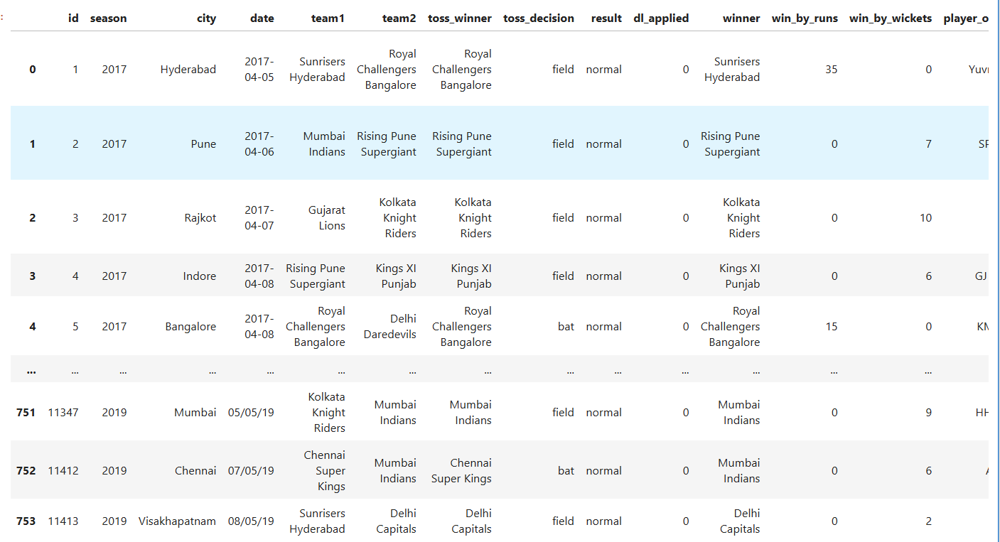 :
id season city date team1 team2 toss_winner toss_decision result dl_applied winner win_by_runs win_by_wickets player_o
0 1 2017 Hyderabad 2017-04-05 Sunrisers Hyderabad Royal Challengers Bangalore Royal Challengers Bangalore field normal 0 Sunrisers Hyderabad 35 0 Yuvr
1 2 2017 Pune 2017-04-06 Mumbai Indians Rising Pune Supergiant Rising Pune Supergiant field normal 0 Rising Pune Supergiant 0 7 SP
2 3 2017 Rajkot 2017-04-07 Gujarat Lions Kolkata Knight Riders Kolkata Knight Riders field normal 0 Kolkata Knight Riders 0 10
3 4 2017 Indore 2017-04-08 Rising Pune Supergiant Kings XI Punjab Kings XI Punjab field normal 0 Kings XI Punjab 0 6 GJ
4 5 2017 Bangalore 2017-04-08 Royal Challengers Bangalore Delhi Daredevils Royal Challengers Bangalore bat normal 0 Royal Challengers Bangalore 15 0 KM
... ... ... ... ... ... ... ... ... ... ... ... ... ...
751 11347 2019 Mumbai 05/05/19 Kolkata Knight Riders Mumbai Indians Mumbai Indians field normal 0 Mumbai Indians 0 9 HH
752 11412 2019 Chennai 07/05/19 Chennai Super Kings Mumbai Indians Chennai Super Kings bat normal 0 Mumbai Indians 0 6
753 11413 2019 Visakhapatnam 08/05/19 Sunrisers Hyderabad Delhi Capitals Delhi Capitals field normal 0 Delhi Capitals 0 2